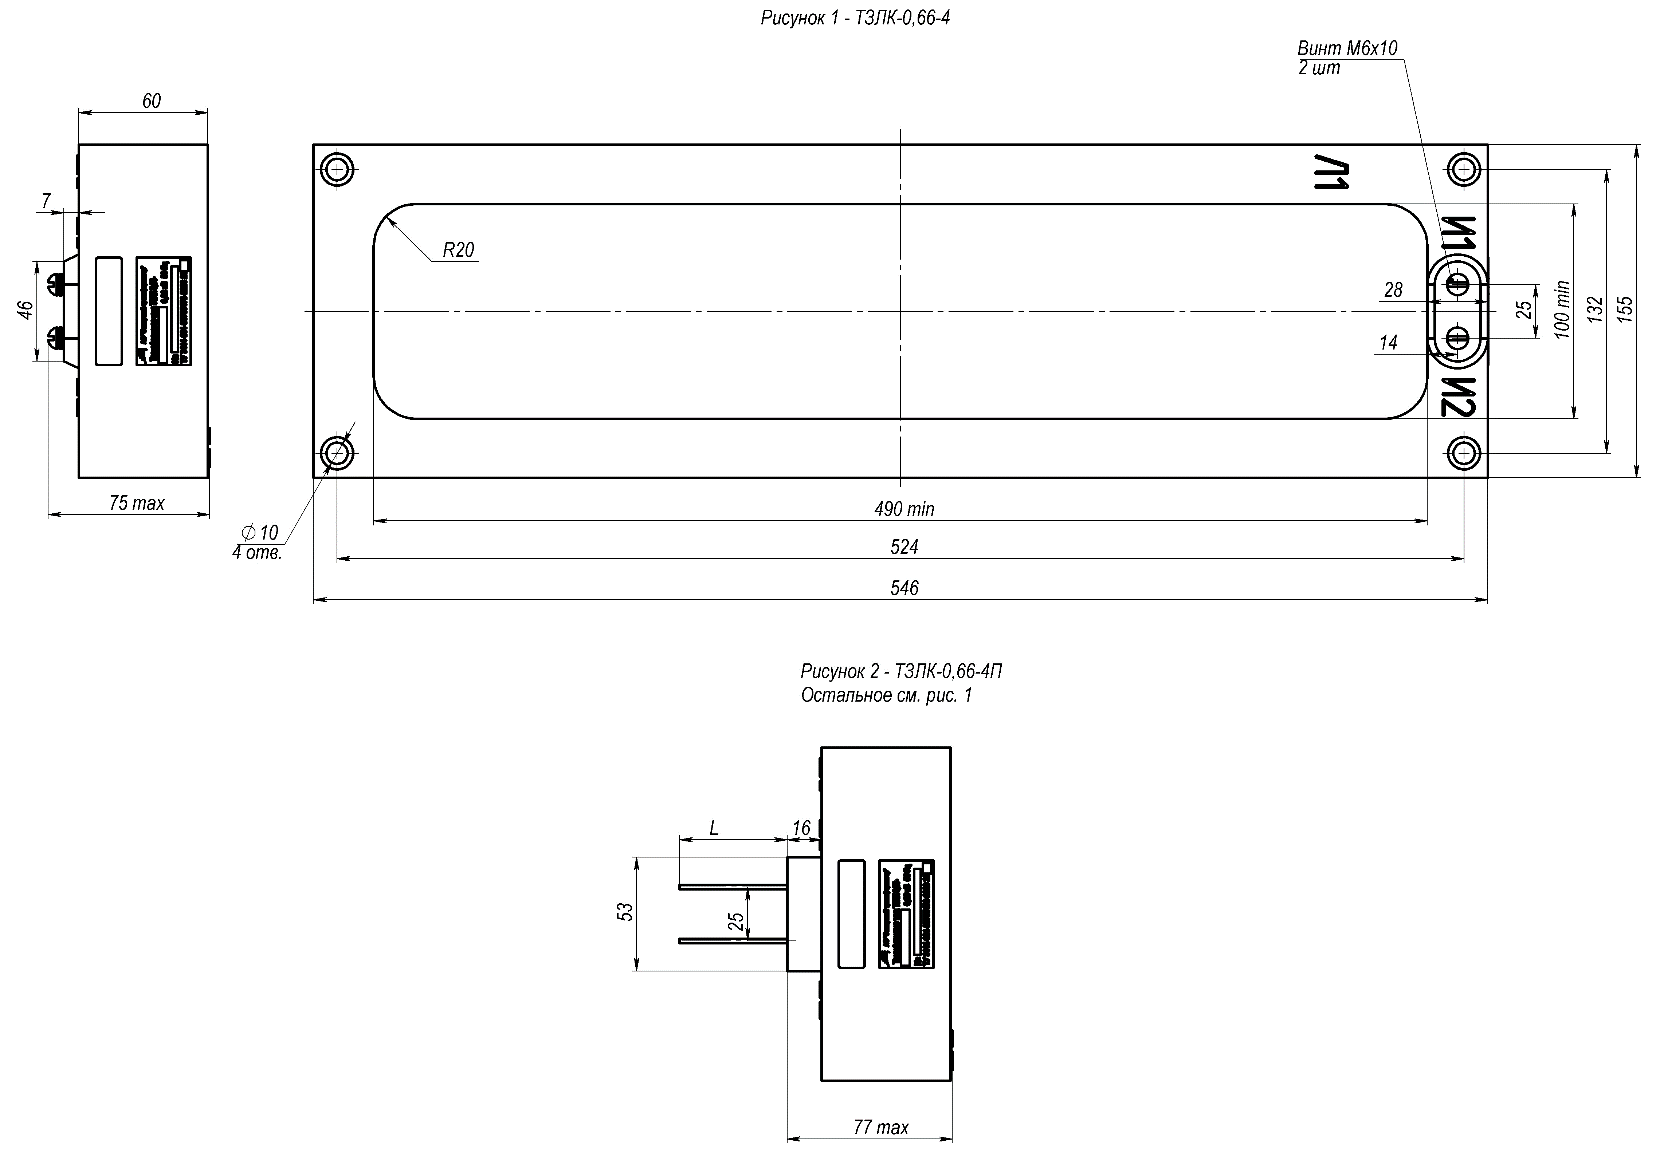 Рисунок 1 - ТЗЛК-0,66-4
Винт М6х10
2 шт
60
7
46
75 max
R20
Л1
И1
И2
28
14
25
100 min
132
155
⌀10
4 отв.
490 min
524
546
Рисунок 2 - ТЗЛК-0,66-4П
Остальное см. рис. 1
L
16
53
25
77 max